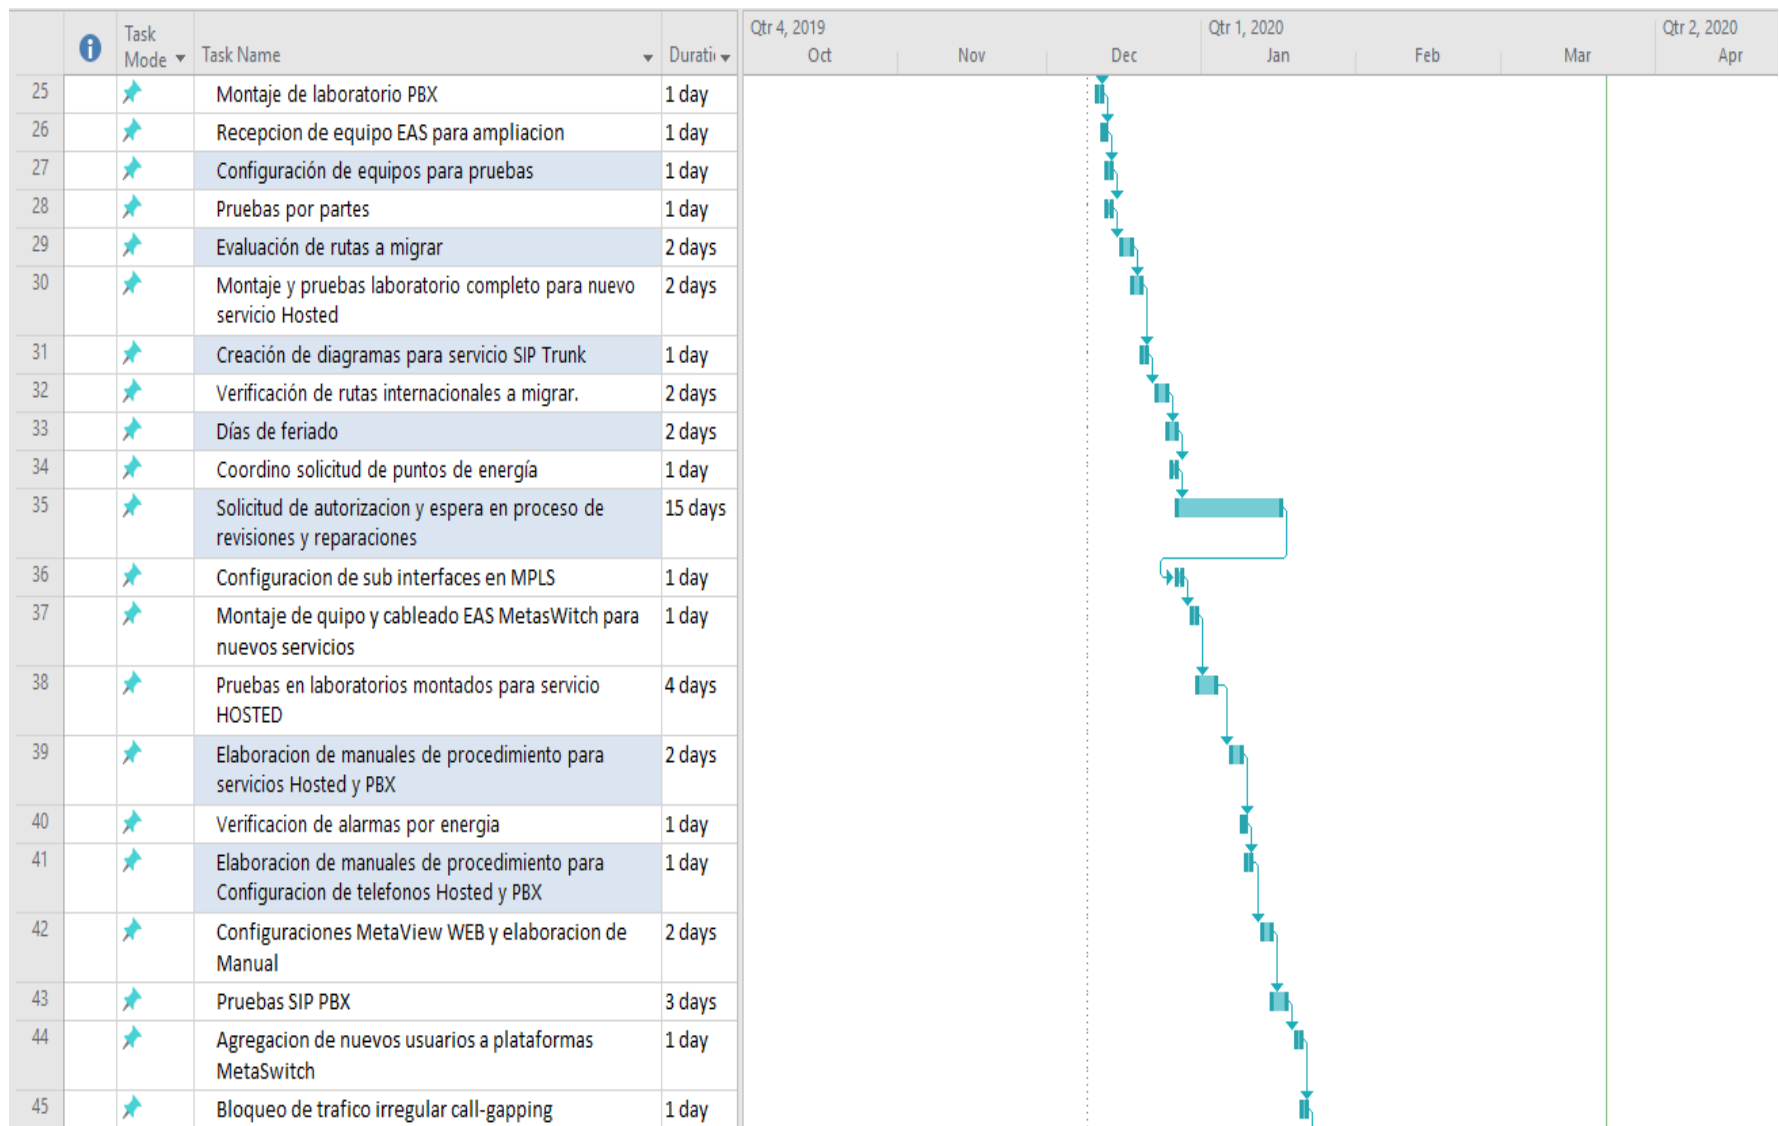 Qtr 4, 2019 Qtr 1, 2020 Qtr 2, 2020
Task
Mode Task Name Durati Oct Nov Dec Jan Feb Mar Apr
25 Montaje de laboratorio PBX 1 day
26 Recepcion de equipo EAS para ampliacion 1 day
27 Configuración de equipos para pruebas 1 day
28 Pruebas por partes 1 day
29 Evaluación de rutas a migrar 2 days
30 Montaje y pruebas laboratorio completo para nuevo 2 days
servicio Hosted
31 Creación de diagramas para servicio SIP Trunk 1 day
32 Verificación de rutas internacionales a migrar. 2 days
33 Días de feriado 2 days
34 Coordino solicitud de puntos de energía 1 day
35 Solicitud de autorizacion y espera en proceso de 15 days
revisiones y reparaciones
36 Configuracion de sub interfaces en MPLS 1 day
37 Montaje de quipo y cableado EAS MetasWitch para 1 day
nuevos servicios
38 Pruebas en laboratorios montados para servicio 4 days
HOSTED
39 Elaboracion de manuales de procedimiento para 2 days
servicios Hosted y PBX
40 Verificacion de alarmas por energia 1 day
41 Elaboracion de manuales de procedimiento para 1 day
Configuracion de telefonos Hosted y PBX
42 Configuraciones MetaView WEB y elaboracion de 2 days
Manual
43 Pruebas SIP PBX 3 days
44 Agregacion de nuevos usuarios a plataformas 1 day
MetaSwitch
45 Bloqueo de trafico irregular call-gapping 1 day